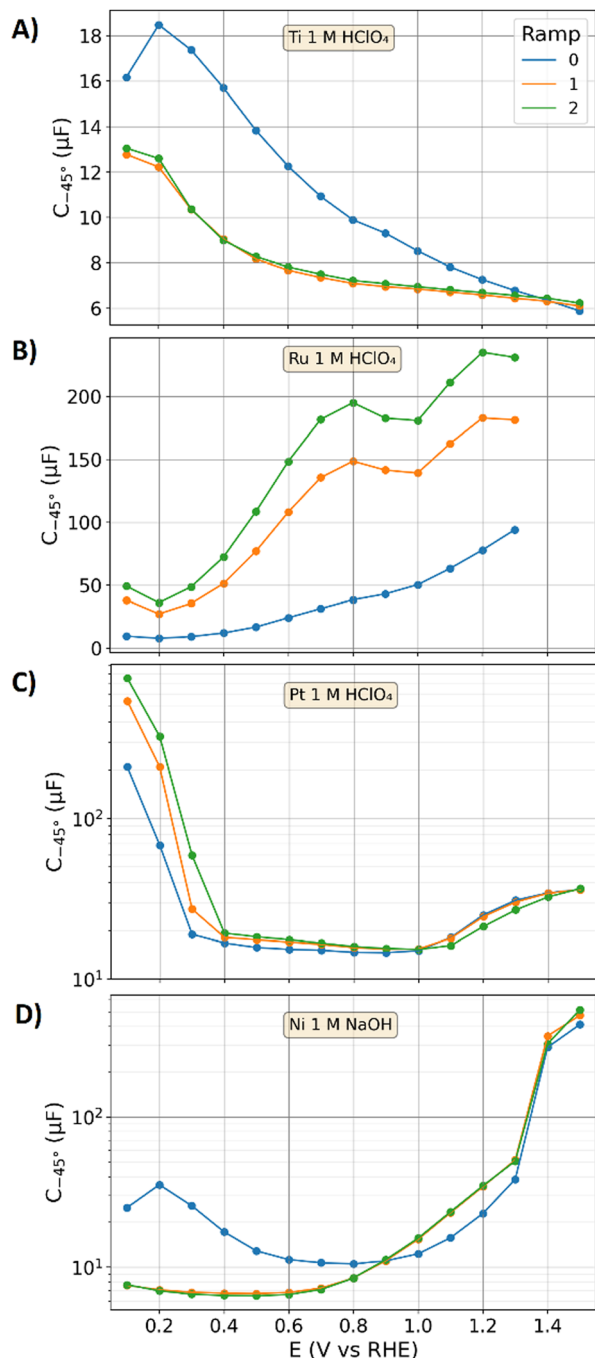 A)
Ti 1 M HClO₄
Ramp
0
1
2
18
16
14
12
10
8
6
C₋₄₅° (µF)
B)
Ru 1 M HClO₄
200
150
100
50
0
C₋₄₅° (µF)
C)
Pt 1 M HClO₄
10²
10¹
C₋₄₅° (µF)
D)
Ni 1 M NaOH
10²
10¹
C₋₄₅° (µF)
0.2 0.4 0.6 0.8 1.0 1.2 1.4
E (V vs RHE)